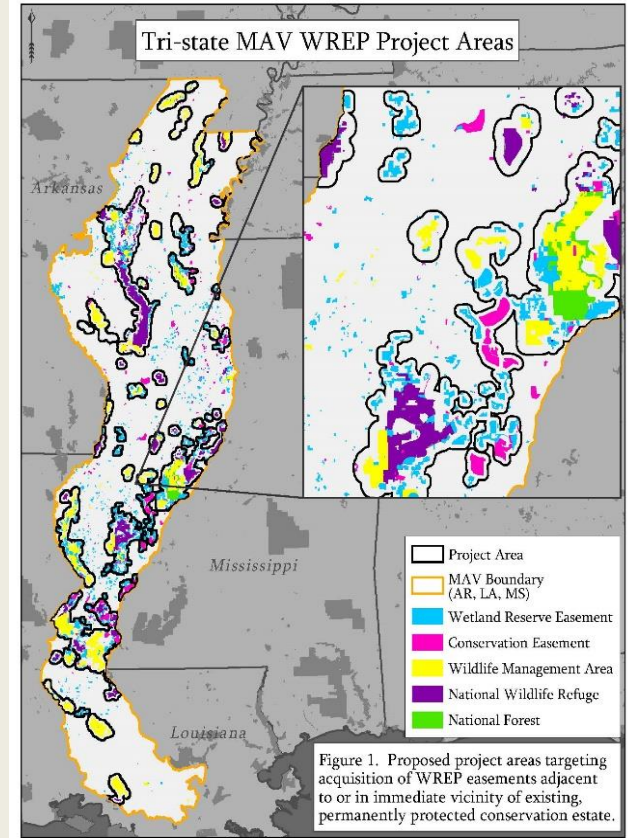 Tri-state MAV WREP Project Areas
Arkansas
Mississippi
Louisiana
Project Area
MAV Boundary
(AR, LA, MS)
Wetland Reserve Easement
Conservation Easement
Wildlife Management Area
National Wildlife Refuge
National Forest
Figure 1. Proposed project areas targeting
acquisition of WREP easements adjacent
to or in immediate vicinity of existing,
permanently protected conservation estate.